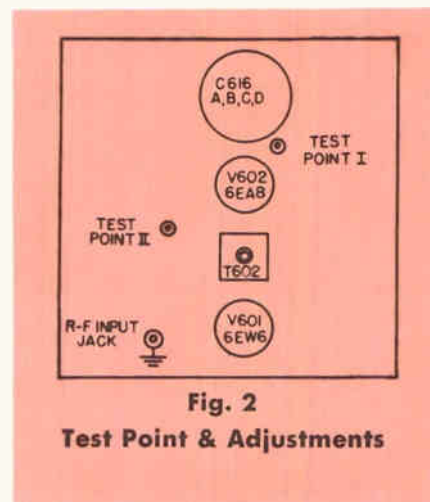 C616
A,B,C,D
TEST
POINT I
V602
6EA8
TEST
POINT II
T602
V601
6EW6
R-F INPUT
JACK
Fig. 2
Test Point & Adjustments